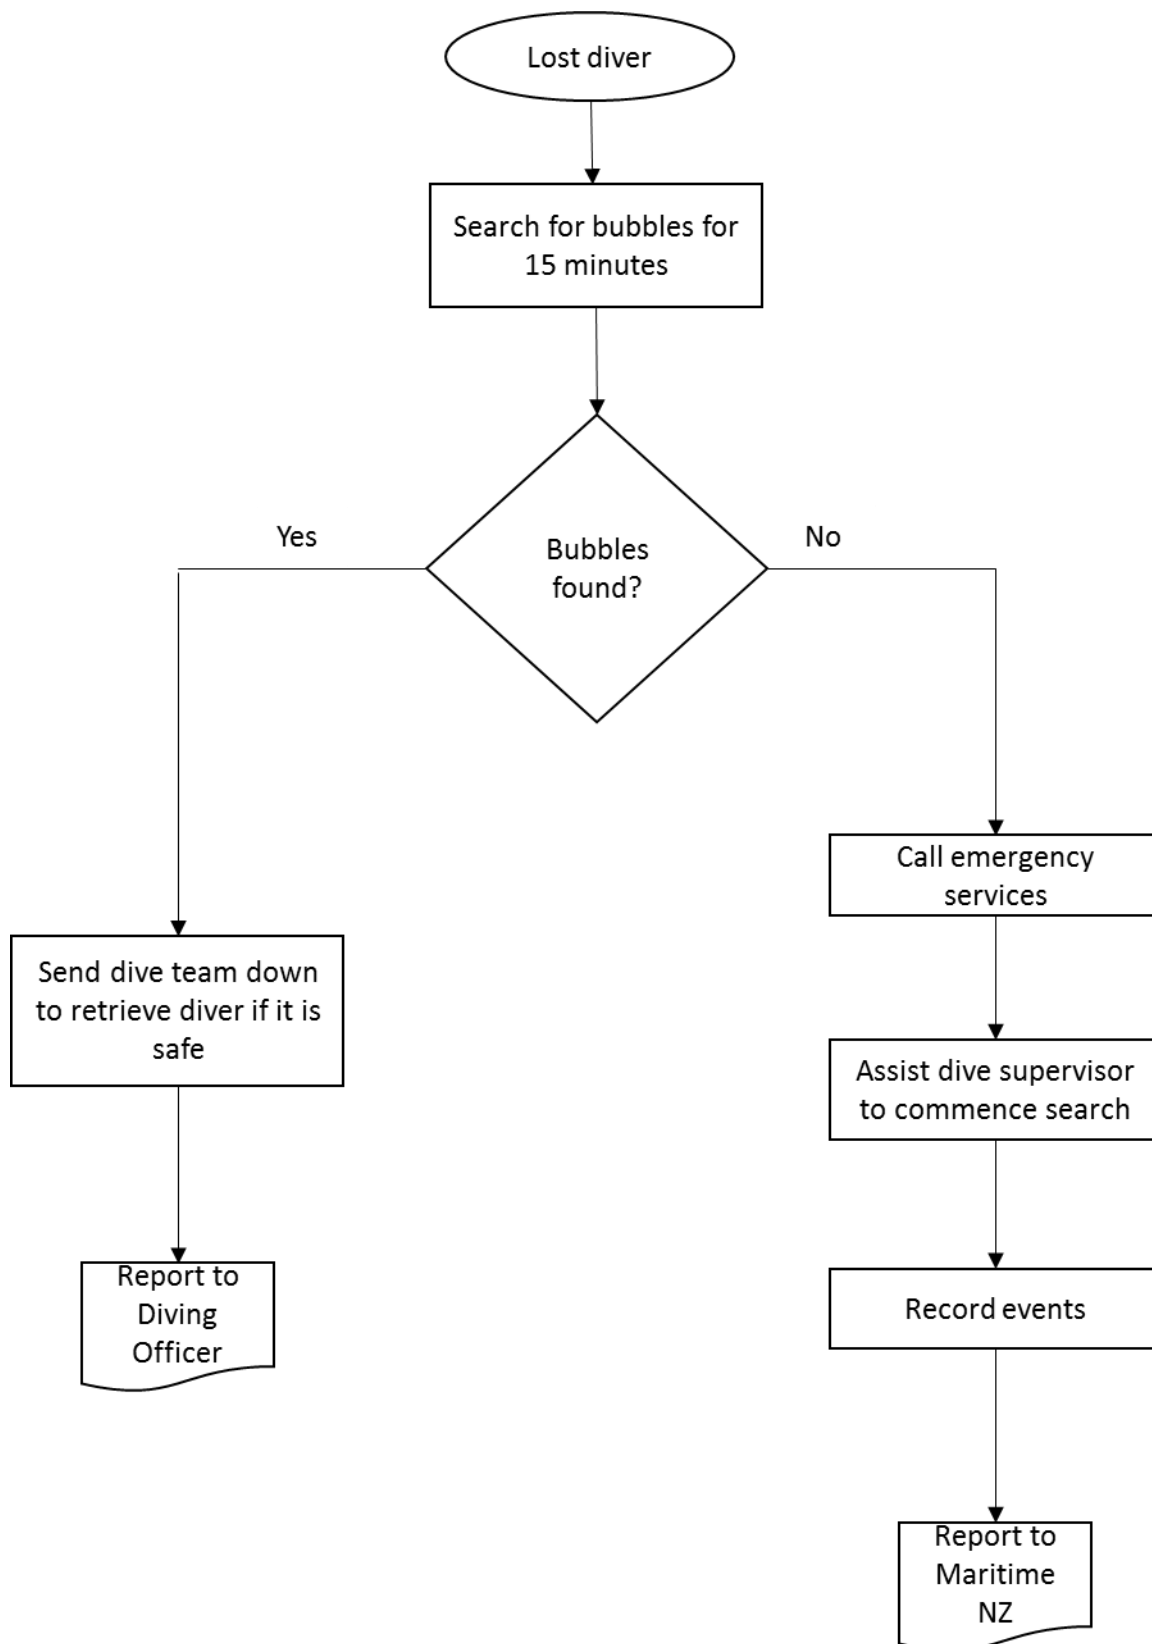 Lost diver
Search for bubbles for
15 minutes
Yes
No
Bubbles
found?
Call emergency
services
Send dive team down
to retrieve diver if it is
safe
Assist dive supervisor
to commence search
Report to
Diving
Officer
Record events
Report to
Maritime
NZ